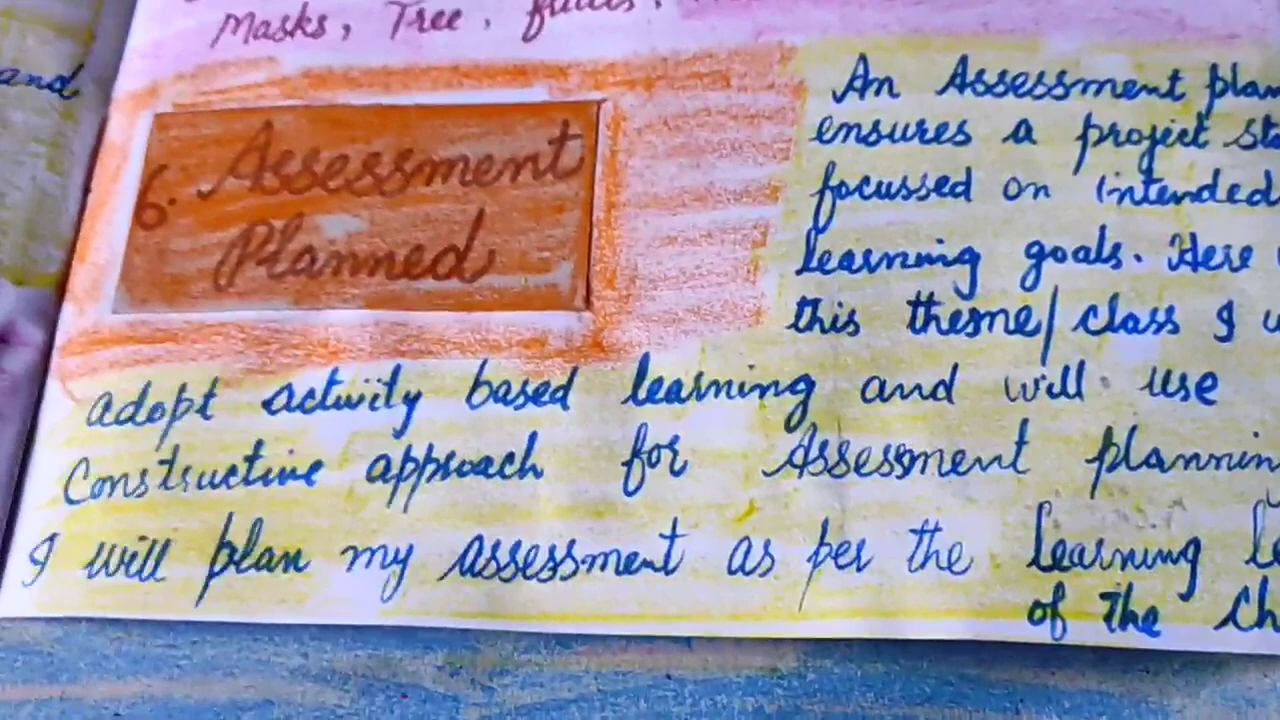 and
Masks, Tree,
6. Assessment
Planned
An Assessment plan
ensures a project
focussed on intended
learning goals. Here
this theme/class I
adopt activity based learning and will use
Constructive approach for Assessment
I will plan my assessment as per the learning
of the